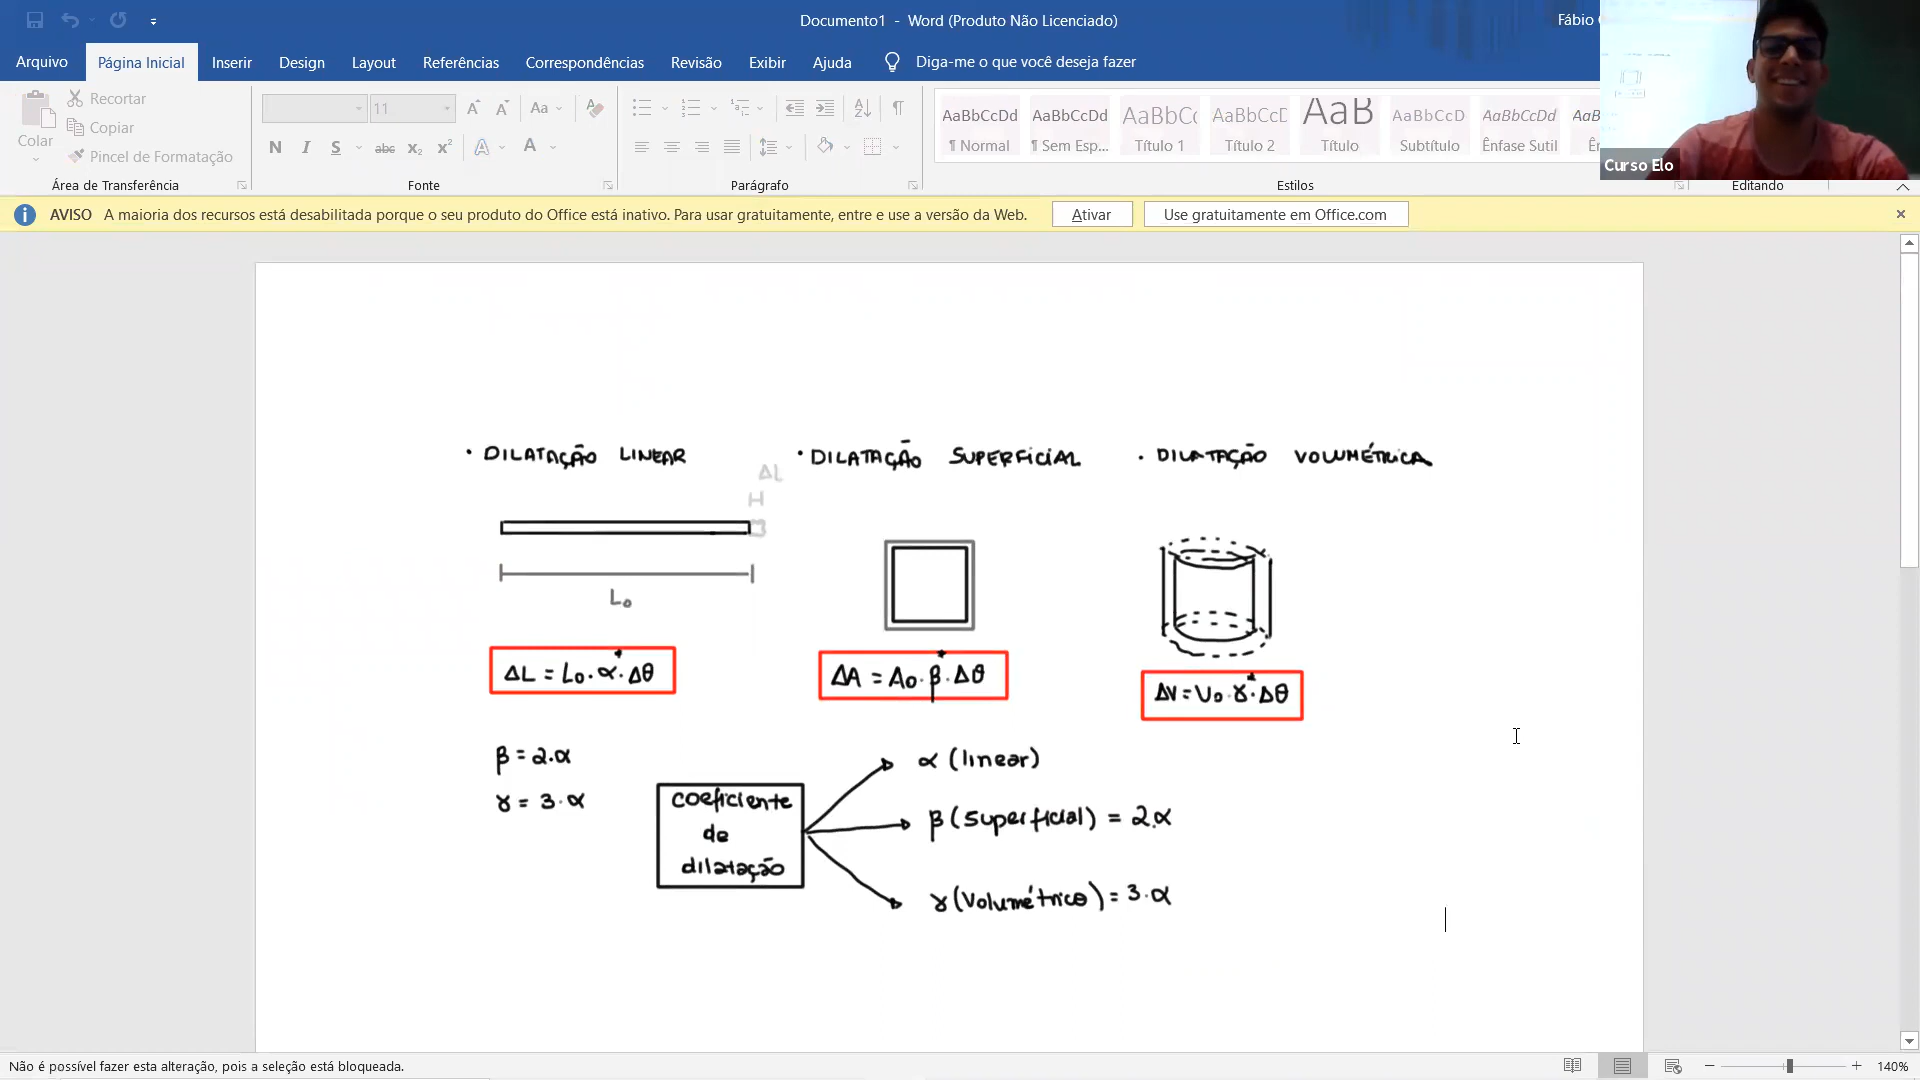 Documento1 - Word (Produto Não Licenciado)
Fábio
Arquivo Página Inicial Inserir Design Layout Referências Correspondências Revisão Exibir Ajuda Diga-me o que você deseja fazer
Colar
Recortar
Copiar
Pincel de Formatação
Área de Transferência
11
Aa
N I S abc x₂ x² A A
Fonte
Parágrafo
AaBbCcDd AaBbCcDd AaBbCc AaBbCcD AaB AaBbCcD AaBbCcDd AaBb
¶ Normal ¶ Sem Esp... Título 1 Título 2 Título Subtítulo Ênfase Sutil
Estilos
Editando
Curso Elo
AVISO A maioria dos recursos está desabilitada porque o seu produto do Office está inativo. Para usar gratuitamente, entre e use a versão da Web. Ativar Use gratuitamente em Office.com
• DILATAÇÃO LINEAR
• DILATAÇÃO SUPERFICIAL
• DILATAÇÃO VOLUMÉTRICA
ΔL
L₀
ΔL = L₀ · α · Δθ
ΔA = A₀ · β · Δθ
ΔV = V₀ · γ · Δθ
β = 2.α
γ = 3·α
coeficiente
de
dilatação
α (linear)
β (Superficial) = 2.α
γ (Volumétrico) = 3·α
Não é possível fazer esta alteração, pois a seleção está bloqueada.
140%